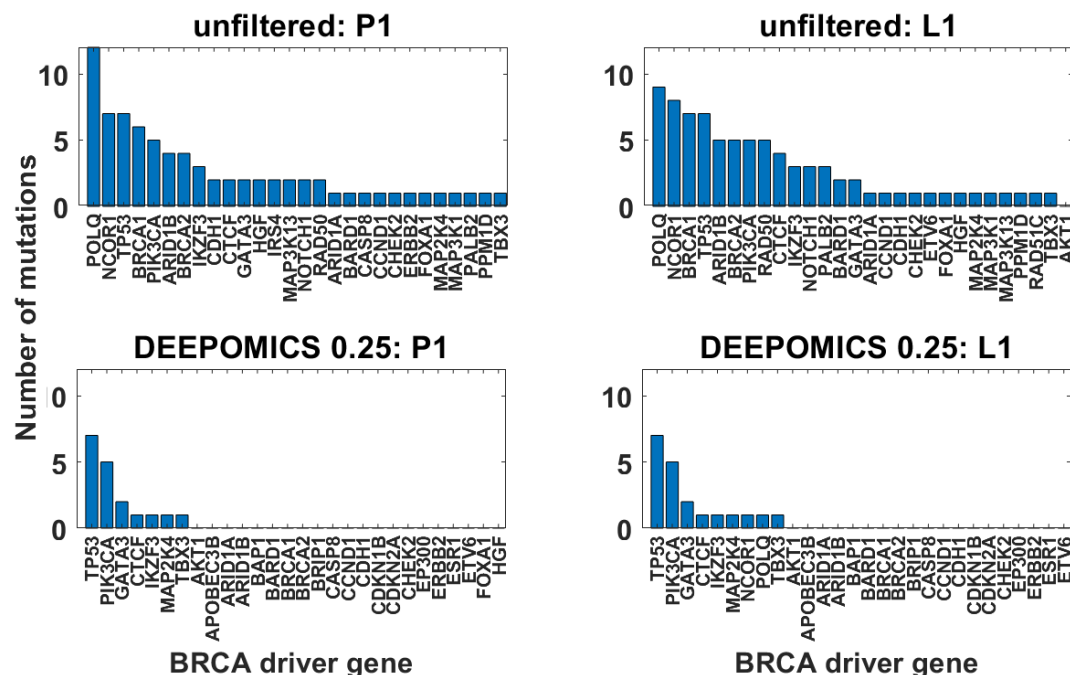 unfiltered: P1
unfiltered: L1
Number of mutations
10
5
0
POLQ
NCOR1
TP53
BRCA1
PIK3CA
ARID1B
BRCA2
IKZF3
CDH1
CTCF
GATA3
HGF
IRS4
MAP3K13
NOTCH1
RAD50
ARID1A
BARD1
CASP8
CCND1
CHEK2
ERBB2
FOXA1
MAP2K4
MAP3K1
PALB2
PPM1D
TBX3
10
5
0
POLQ
NCOR1
BRCA1
TP53
ARID1B
BRCA2
PIK3CA
RAD50
CTCF
IKZF3
NOTCH1
PALB2
BARD1
GATA3
ARID1A
CCND1
CDH1
CHEK2
ETV6
FOXA1
HGF
MAP2K4
MAP3K1
MAP3K13
PPM1D
RAD51C
TBX3
AKT1
DEEPOMICS 0.25: P1
DEEPOMICS 0.25: L1
0
5
0
TP53
PIK3CA
GATA3
CTCF
IKZF3
MAP2K4
TBX3
AKT1
APOBEC3B
ARID1A
ARID1B
BAP1
BARD1
BRCA1
BRCA2
BRIP1
CASP8
CCND1
CDH1
CDKN1B
CDKN2A
CHEK2
EP300
ERBB2
ESR1
ETV6
FOXA1
HGF
10
5
0
TP53
PIK3CA
GATA3
CTCF
IKZF3
MAP2K4
NCOR1
POLQ
TBX3
AKT1
APOBEC3B
ARID1A
ARID1B
BAP1
BARD1
BRCA1
BRCA2
BRIP1
CASP8
CCND1
CDH1
CDKN1B
CDKN2A
CHEK2
EP300
ERBB2
ESR1
ETV6
BRCA driver gene
BRCA driver gene